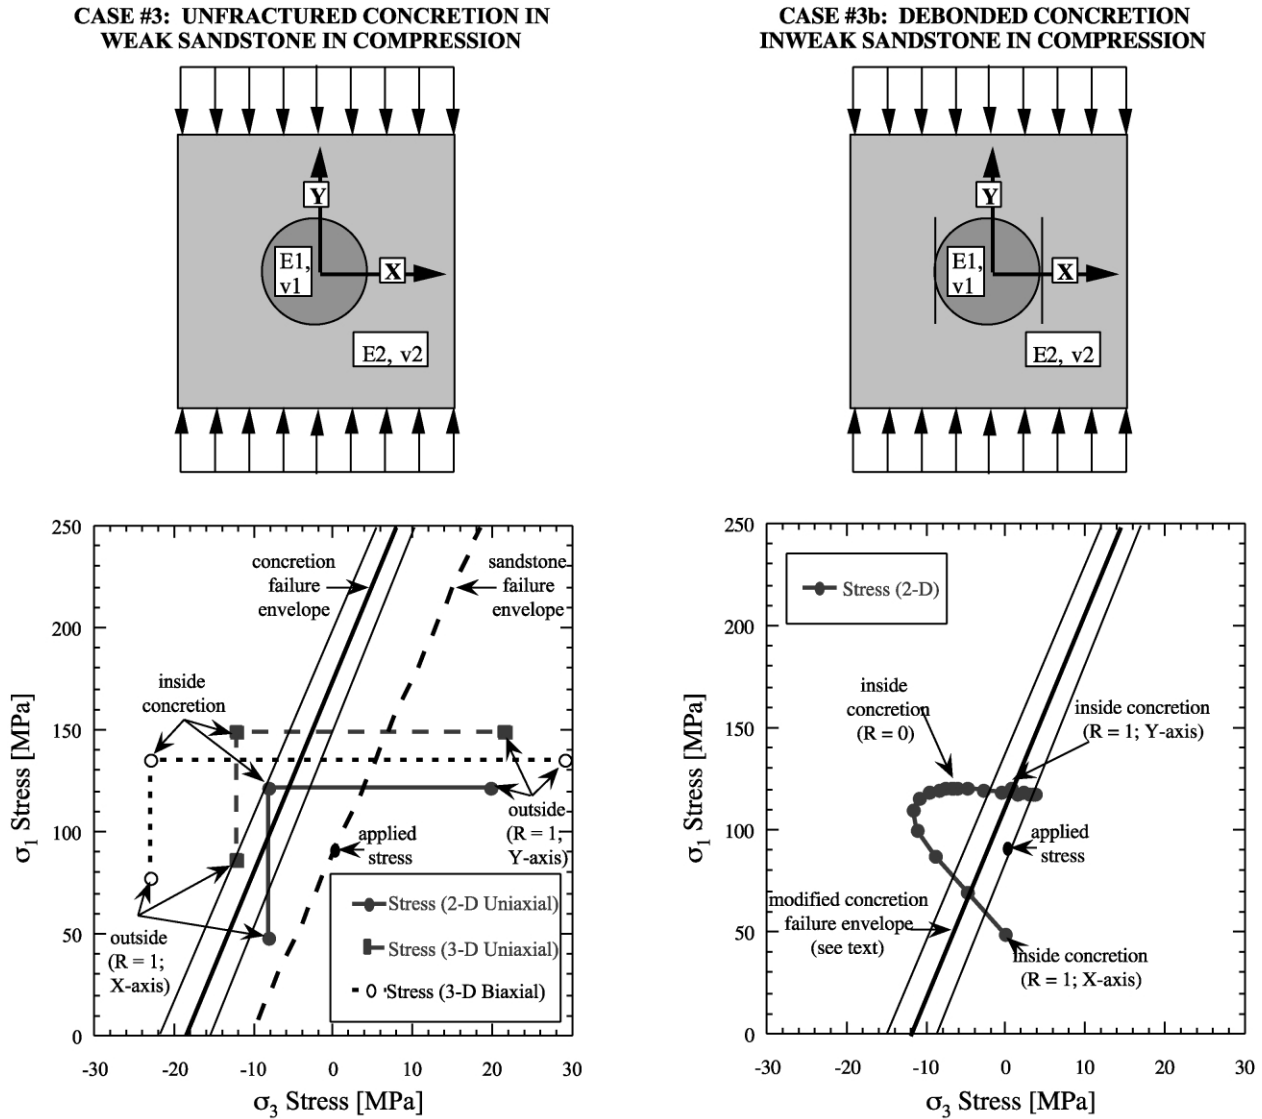 CASE #3: UNFRACTURED CONCRETION IN
WEAK SANDSTONE IN COMPRESSION
Y
X
E1,
v1
E2, v2
CASE #3b: DEBONDED CONCRETION
INWEAK SANDSTONE IN COMPRESSION
Y
X
E1,
v1
E2, v2
σ1 Stress [MPa]
250
200
150
100
50
0
-30
-20
-10
0
10
20
30
σ3 Stress [MPa]
concretion
failure
envelope
sandstone
failure
envelope
inside
concretion
applied
stress
outside
(R = 1;
Y-axis)
outside
(R = 1;
X-axis)
Stress (2-D Uniaxial)
Stress (3-D Uniaxial)
Stress (3-D Biaxial)
σ1 Stress [MPa]
250
200
150
100
50
0
-30
-20
-10
0
10
20
30
σ3 Stress [MPa]
Stress (2-D)
inside
concretion
(R = 0)
inside concretion
(R = 1; Y-axis)
applied
stress
modified concretion
failure envelope
(see text)
inside concretion
(R = 1; X-axis)